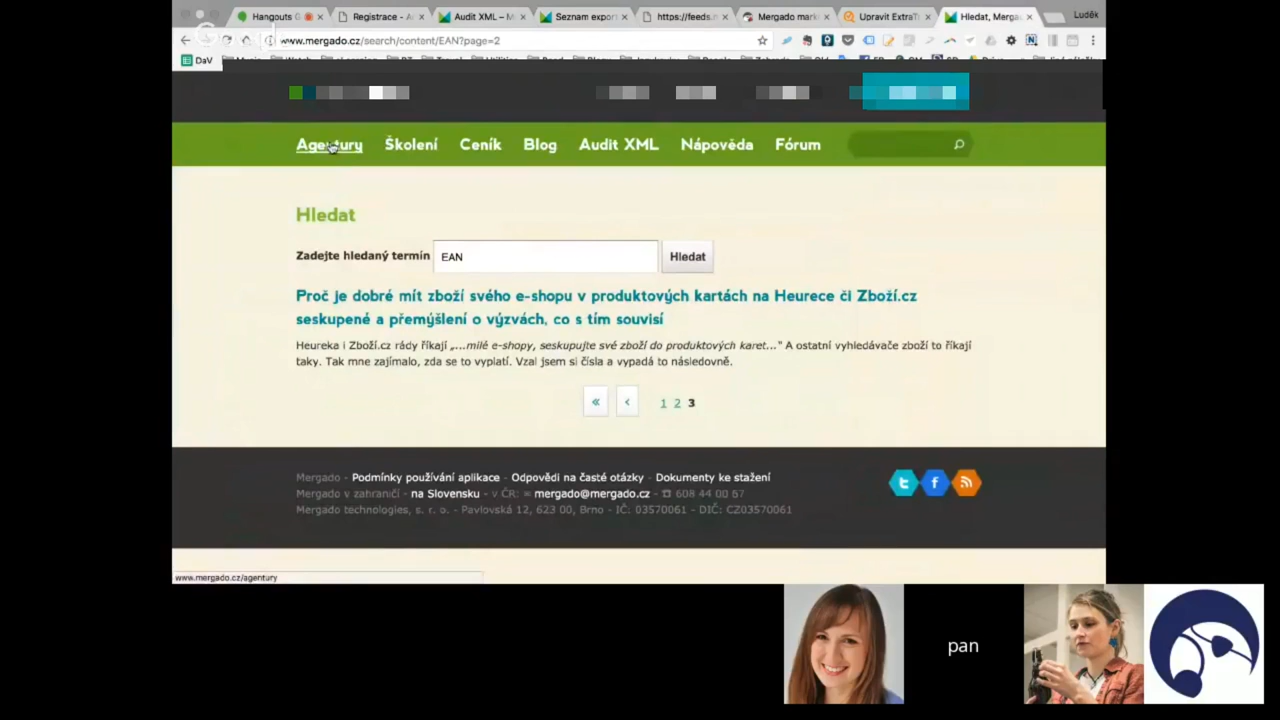 Hangouts
Registrace - A
Audit XML – M
Seznam expor
https://feeds.n
Mergado mark
Upravit ExtraT
Hledat, Merga
Luděk
www.mergado.cz/search/content/EAN?page=2
DaV
Agentury
Školení
Ceník
Blog
Audit XML
Nápověda
Fórum
Hledat
Zadejte hledaný termín
EAN
Hledat
Proč je dobré mít zboží svého e-shopu v produktových kartách na Heurece či Zboží.cz
seskupené a přemýšlení o výzvách, co s tím souvisí
Heureka i Zboží.cz rády říkají „...milé e-shopy, seskupujte své zboží do produktových karet...“ A ostatní vyhledávače zboží to říkají
taky. Tak mne zajímalo, zda se to vyplatí. Vzal jsem si čísla a vypadá to následovně.
« ‹ 1 2 3
Mergado - Podmínky používání aplikace - Odpovědi na časté otázky - Dokumenty ke stažení
Mergado v zahraničí - na Slovensku - v ČR: = mergado@mergado.cz - ☎ 608 44 00 57
Mergado technologies, s. r. o. - Pavlovská 12, 623 00, Brno - IČ: 03570061 - DIČ: CZ03570061
www.mergado.cz/agentury
pan